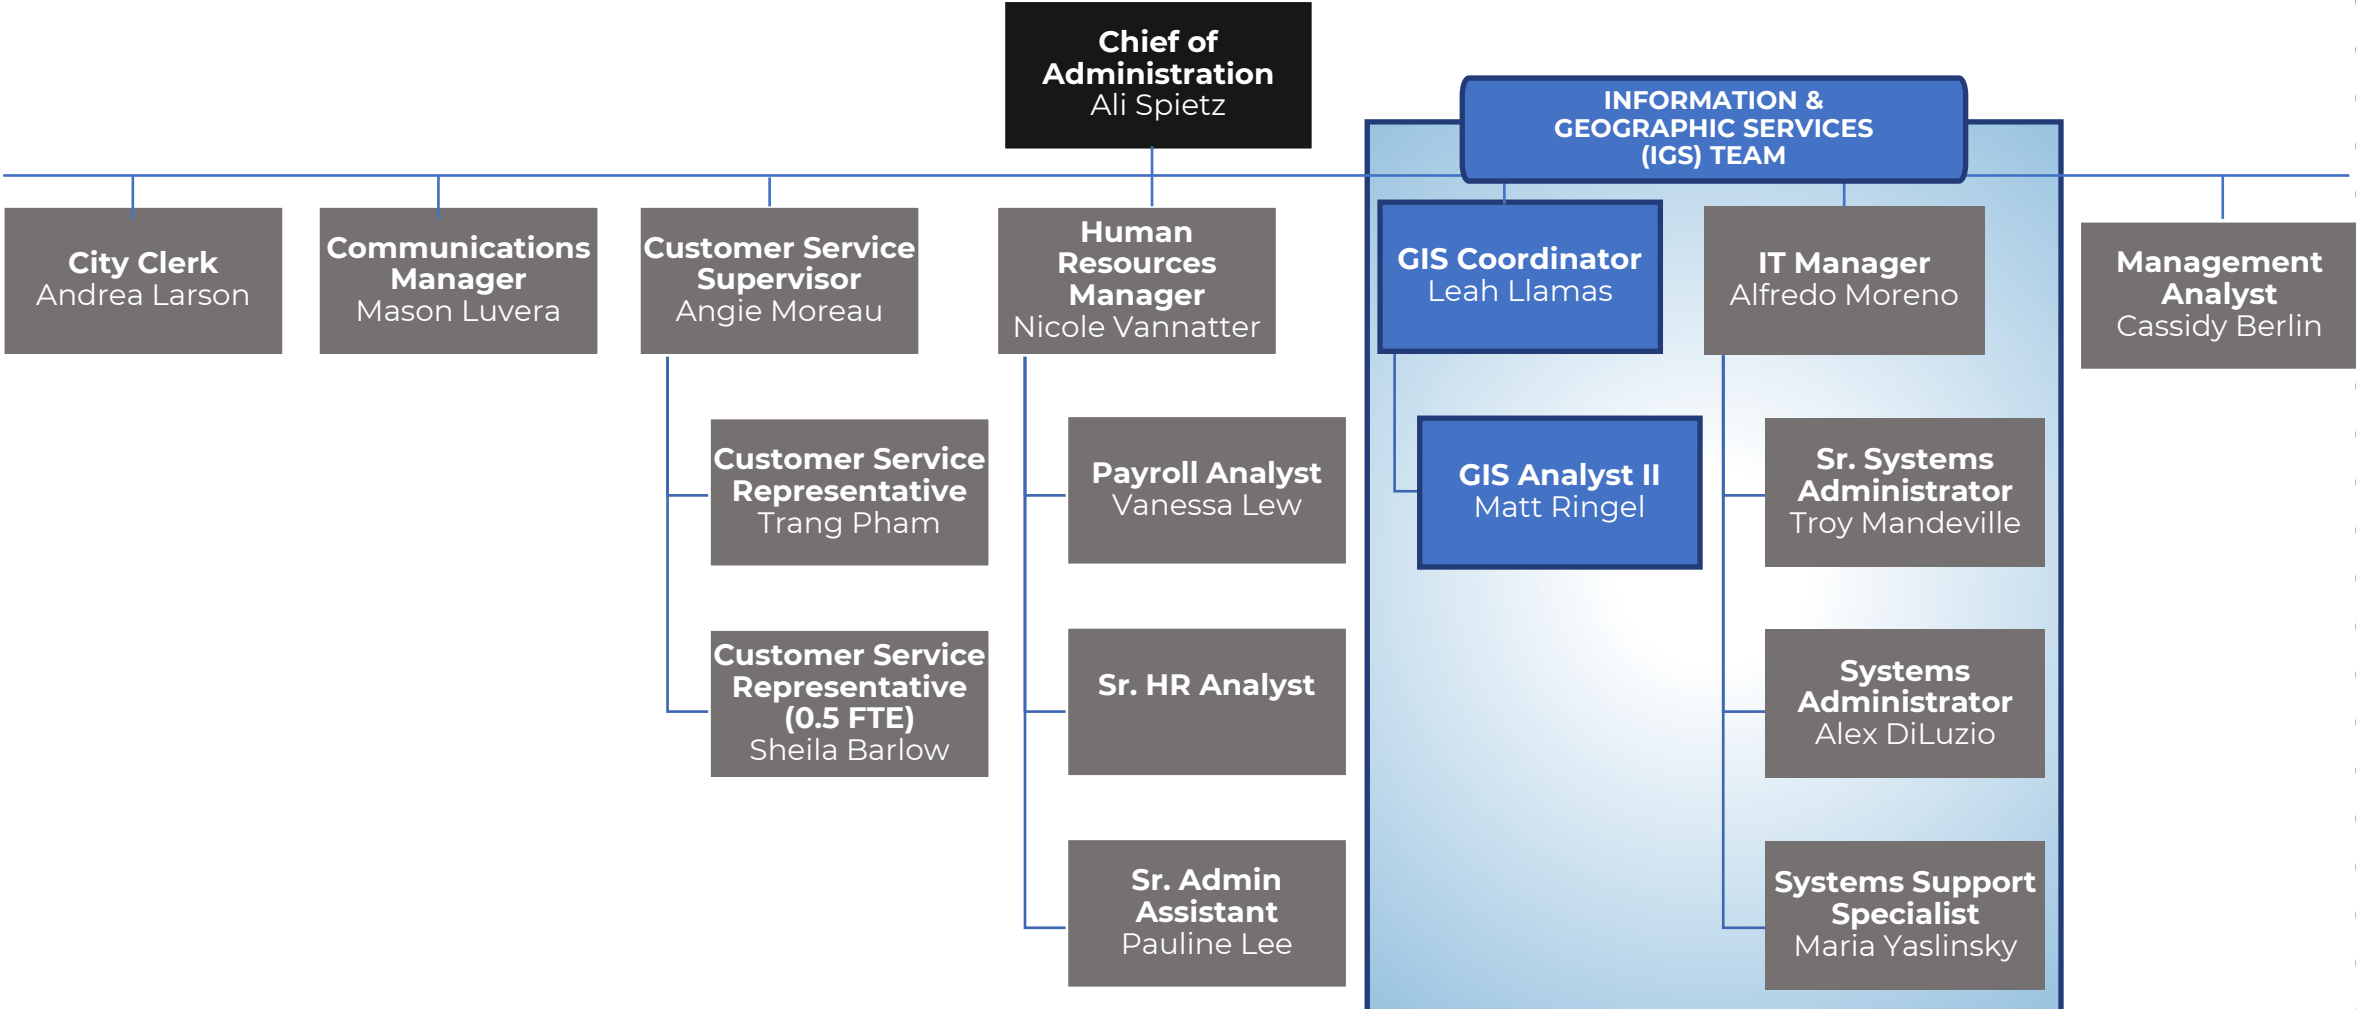 Chief of
Administration
Ali Spietz
INFORMATION &
GEOGRAPHIC SERVICES
(IGS) TEAM
City Clerk
Andrea Larson
Communications
Manager
Mason Luvera
Customer Service
Supervisor
Angie Moreau
Human
Resources
Manager
Nicole Vannatter
GIS Coordinator
Leah Llamas
IT Manager
Alfredo Moreno
Management
Analyst
Cassidy Berlin
Customer Service
Representative
Trang Pham
Payroll Analyst
Vanessa Lew
GIS Analyst II
Matt Ringel
Sr. Systems
Administrator
Troy Mandeville
Customer Service
Representative
(0.5 FTE)
Sheila Barlow
Sr. HR Analyst
Systems
Administrator
Alex DiLuzio
Sr. Admin
Assistant
Pauline Lee
Systems Support
Specialist
Maria Yaslinsky